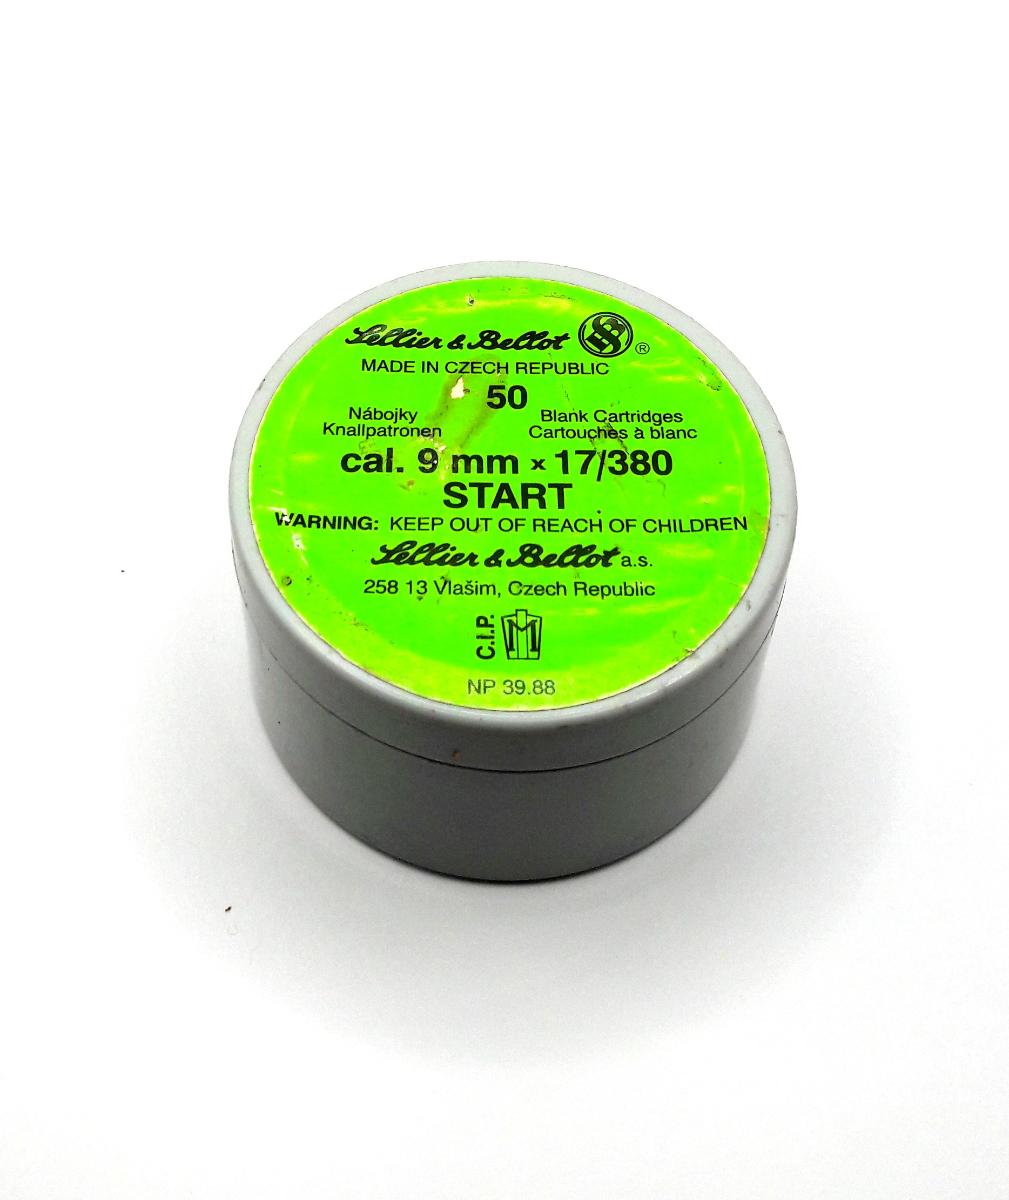 Sellier & Bellot SB ®
MADE IN CZECH REPUBLIC
50
Nábojky Blank Cartridges
Knallpatronen Cartouches à blanc
cal. 9 mm x 17/380
START
WARNING: KEEP OUT OF REACH OF CHILDREN
Sellier & Bellot a.s.
258 13 Vlašim, Czech Republic
C.I.P. M
NP 39.88